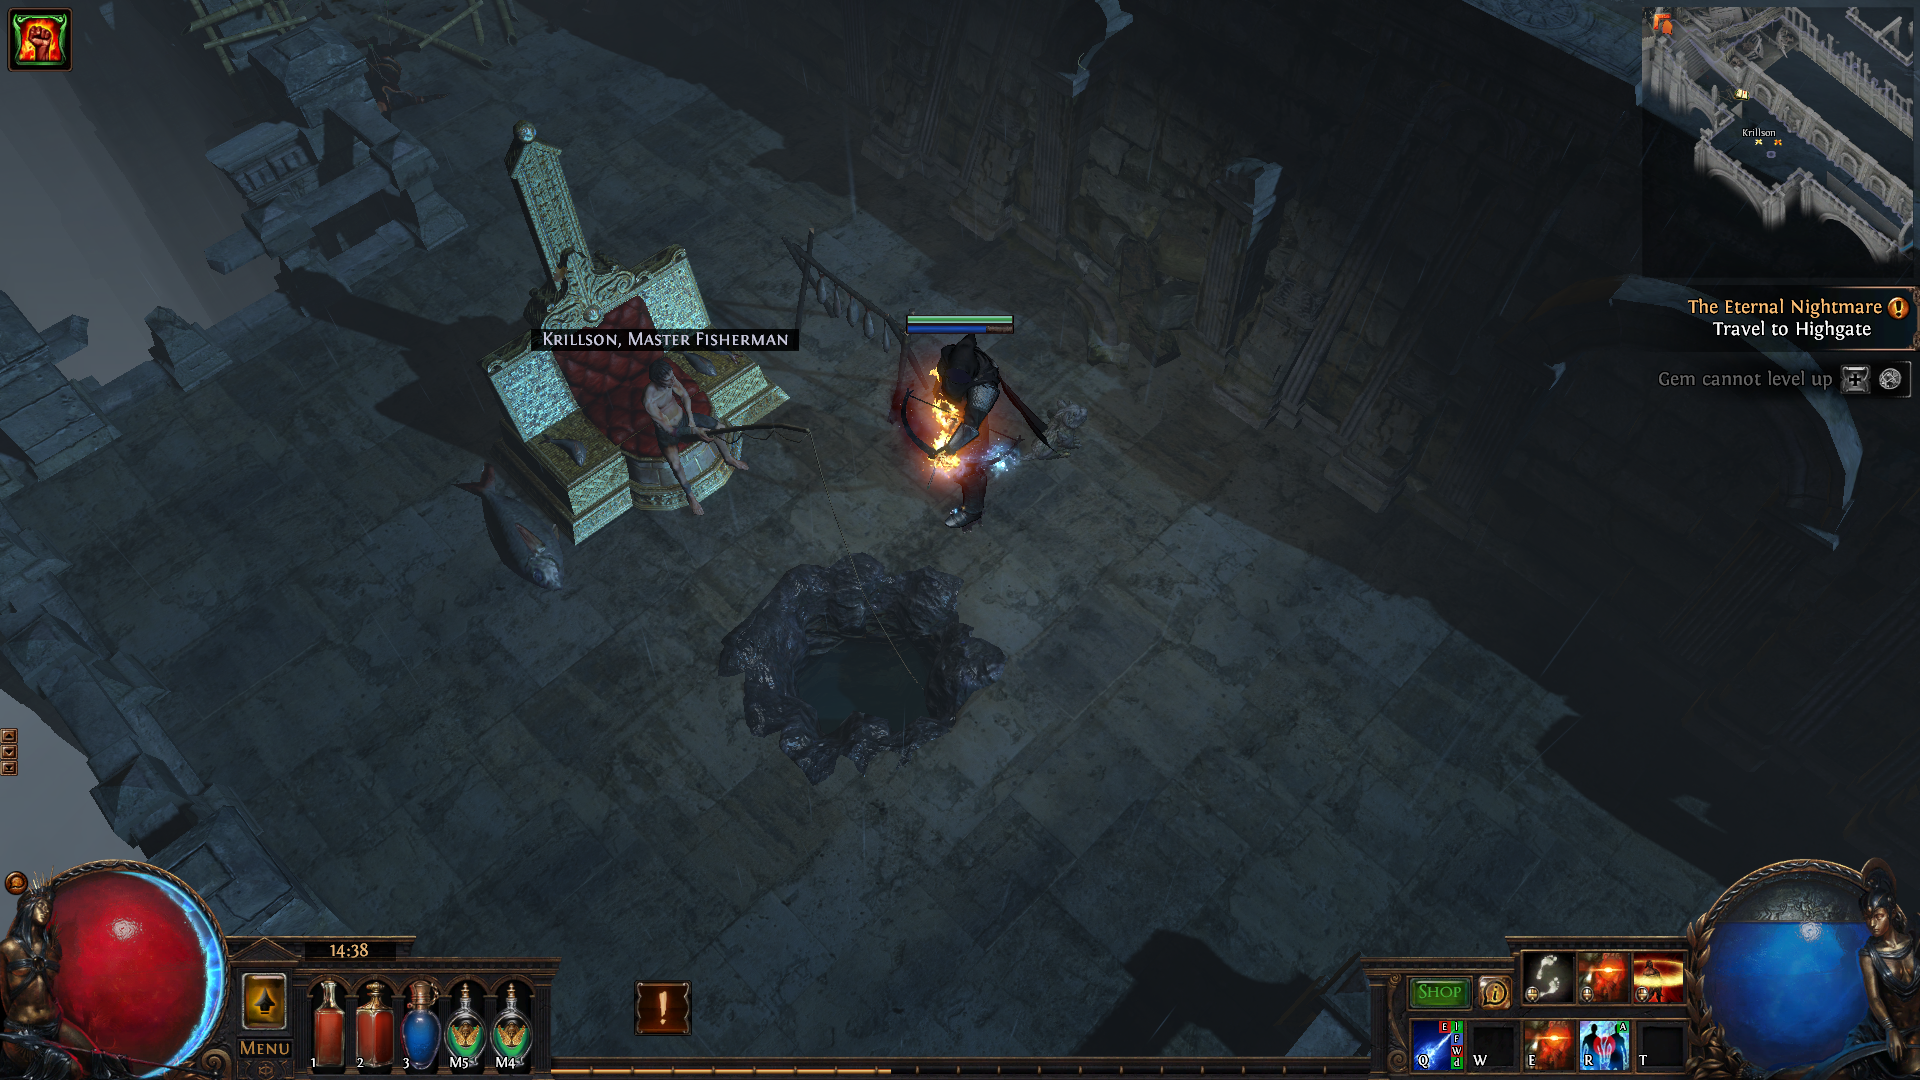 Krillson
The Eternal Nightmare
Travel to Highgate
Gem cannot level up
Krillson, Master Fisherman
14:38
Menu
1 2 3 M5 M4
Shop
E I
F
W
Q d W E R A T